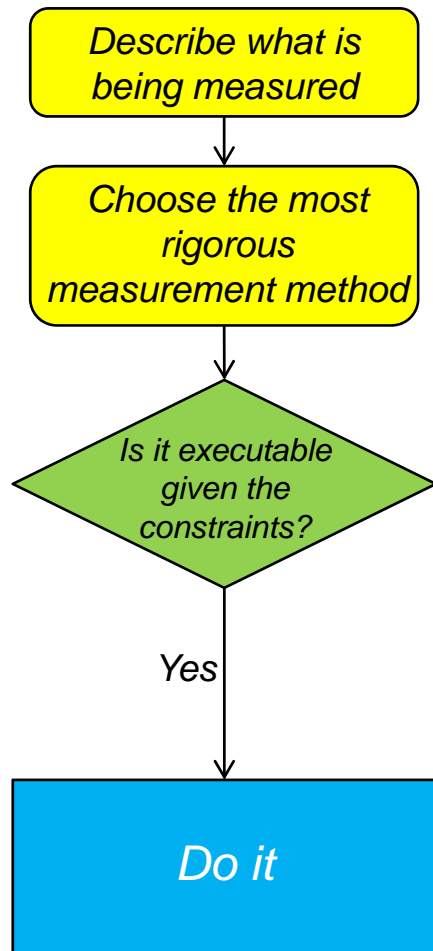 Describe what is
being measured
Choose the most
rigorous
measurement method
Is it executable
given the
constraints?
Yes
Do it